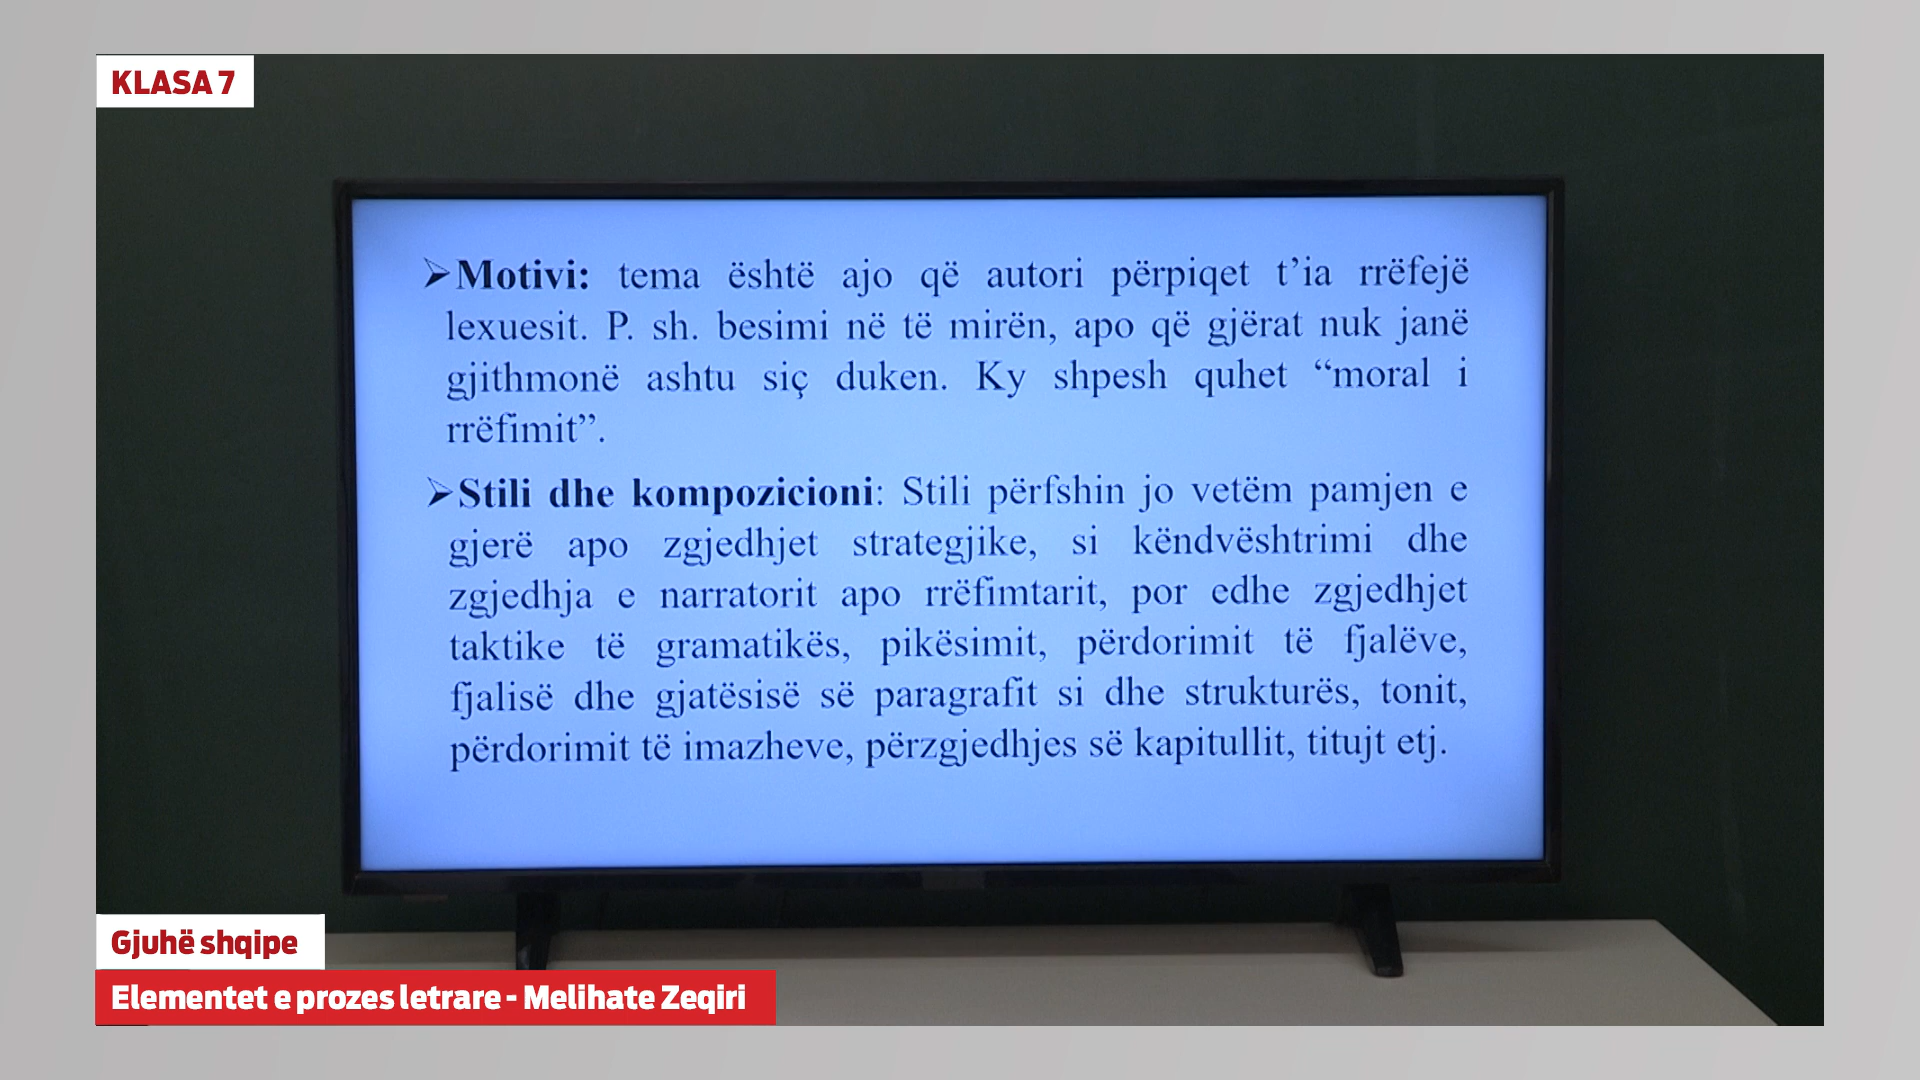 KLASA 7
➢Motivi: tema është ajo që autori përpiqet t’ia rrëfejë
lexuesit. P. sh. besimi në të mirën, apo që gjërat nuk janë
gjithmonë ashtu siç duken. Ky shpesh quhet “moral i
rrëfimit”.
➢Stili dhe kompozicioni: Stili përfshin jo vetëm pamjen e
gjerë apo zgjedhjet strategjike, si këndvështrimi dhe
zgjedhja e narratorit apo rrëfimtarit, por edhe zgjedhjet
taktike të gramatikës, pikësimit, përdorimit të fjalëve,
fjalisë dhe gjatësisë së paragrafit si dhe strukturës, tonit,
përdorimit të imazheve, përzgjedhjes së kapitullit, titujt etj.
Gjuhë shqipe
Elementet e prozes letrare - Melihate Zeqiri